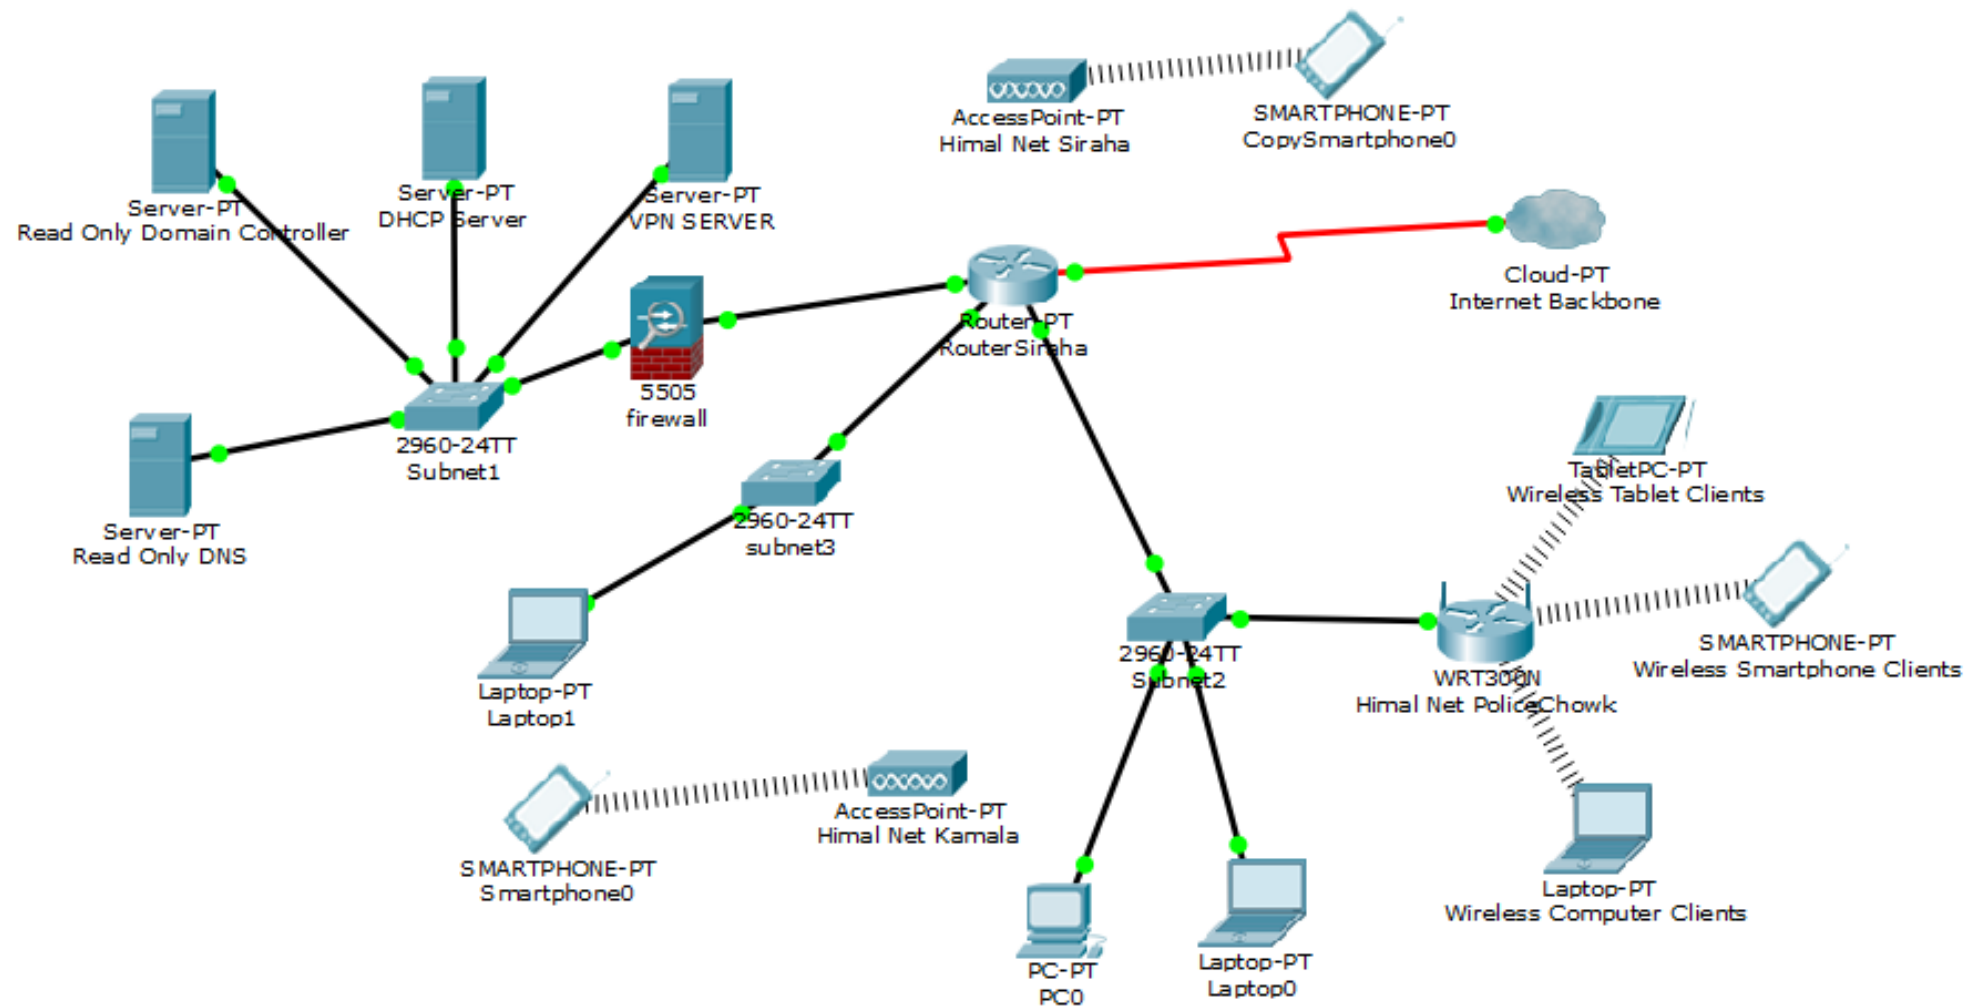 AccessPoint-PT
Himal Net Siraha
SMARTPHONE-PT
CopySmartphone0
Server-PT
Read Only Domain Controller
Server-PT
DHCP Server
Server-PT
VPN SERVER
Router-PT
RouterSiraha
Cloud-PT
Internet Backbone
5505
firewall
2960-24TT
Subnet1
Server-PT
Read Only DNS
2960-24TT
subnet3
TabletPC-PT
Wireless Tablet Clients
Laptop-PT
Laptop1
2960-24TT
Subnet2
WRT300N
Himal Net PoliceChowk
SMARTPHONE-PT
Wireless Smartphone Clients
SMARTPHONE-PT
Smartphone0
AccessPoint-PT
Himal Net Kamala
Laptop-PT
Wireless Computer Clients
PC-PT
PC0
Laptop-PT
Laptop0